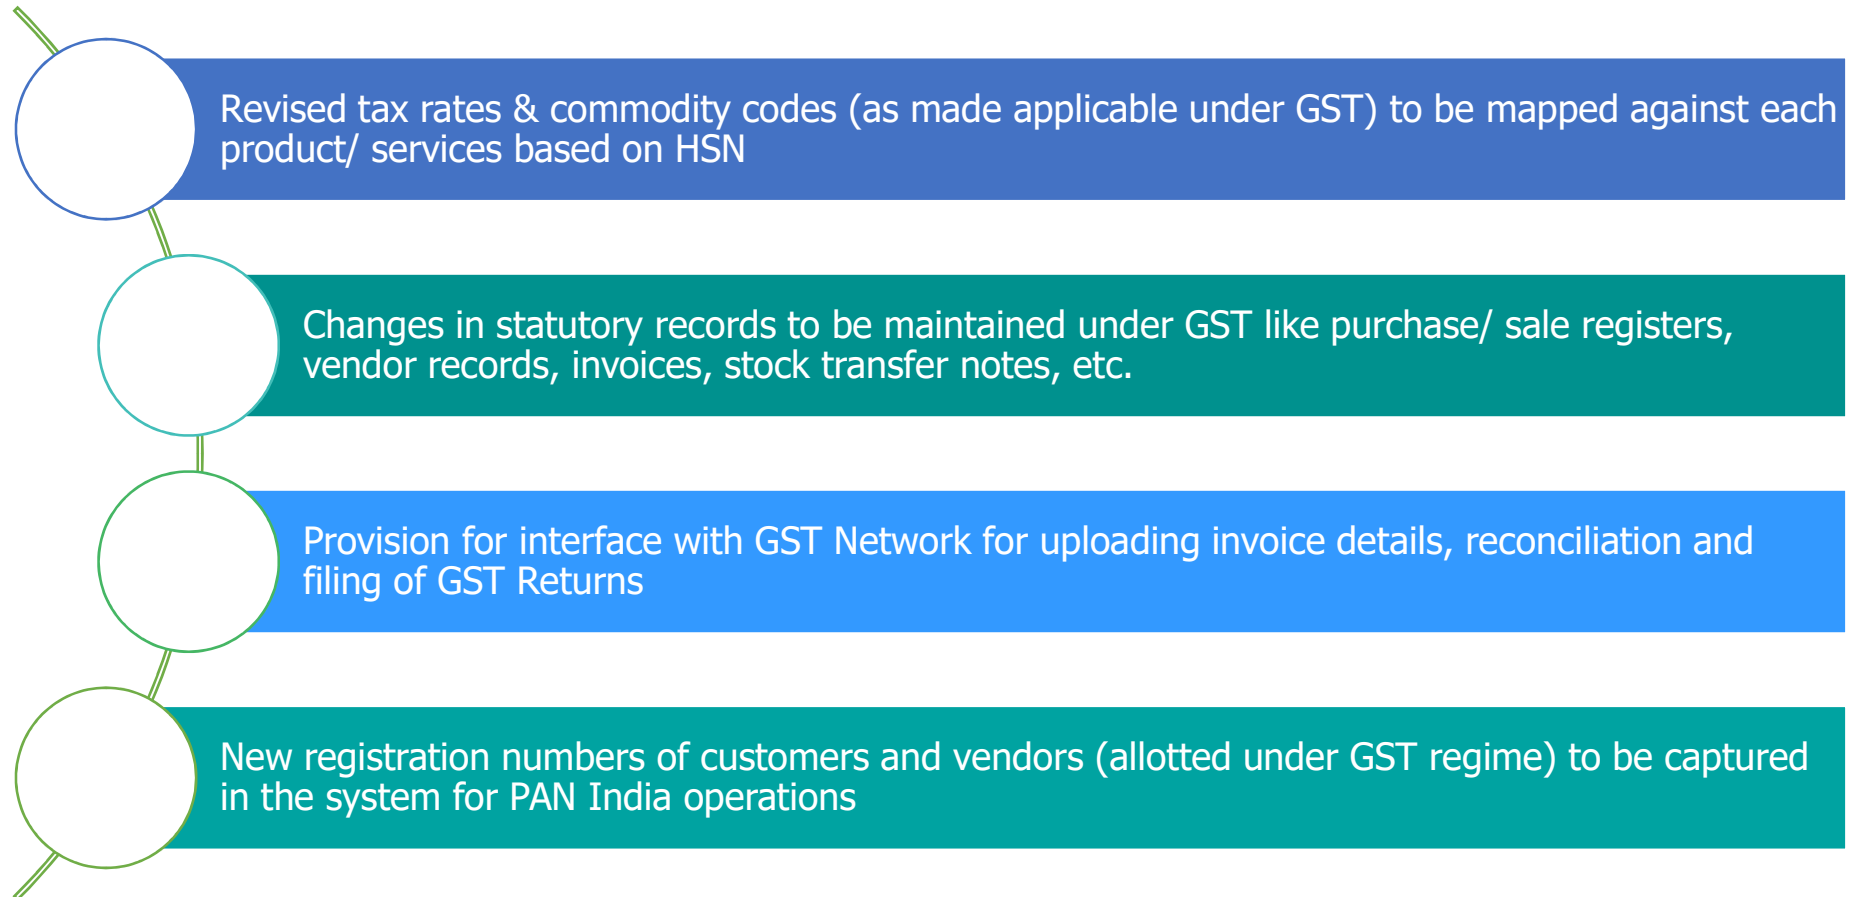 Revised tax rates & commodity codes (as made applicable under GST) to be mapped against each
product/ services based on HSN
Changes in statutory records to be maintained under GST like purchase/ sale registers,
vendor records, invoices, stock transfer notes, etc.
Provision for interface with GST Network for uploading invoice details, reconciliation and
filing of GST Returns
New registration numbers of customers and vendors (allotted under GST regime) to be captured
in the system for PAN India operations